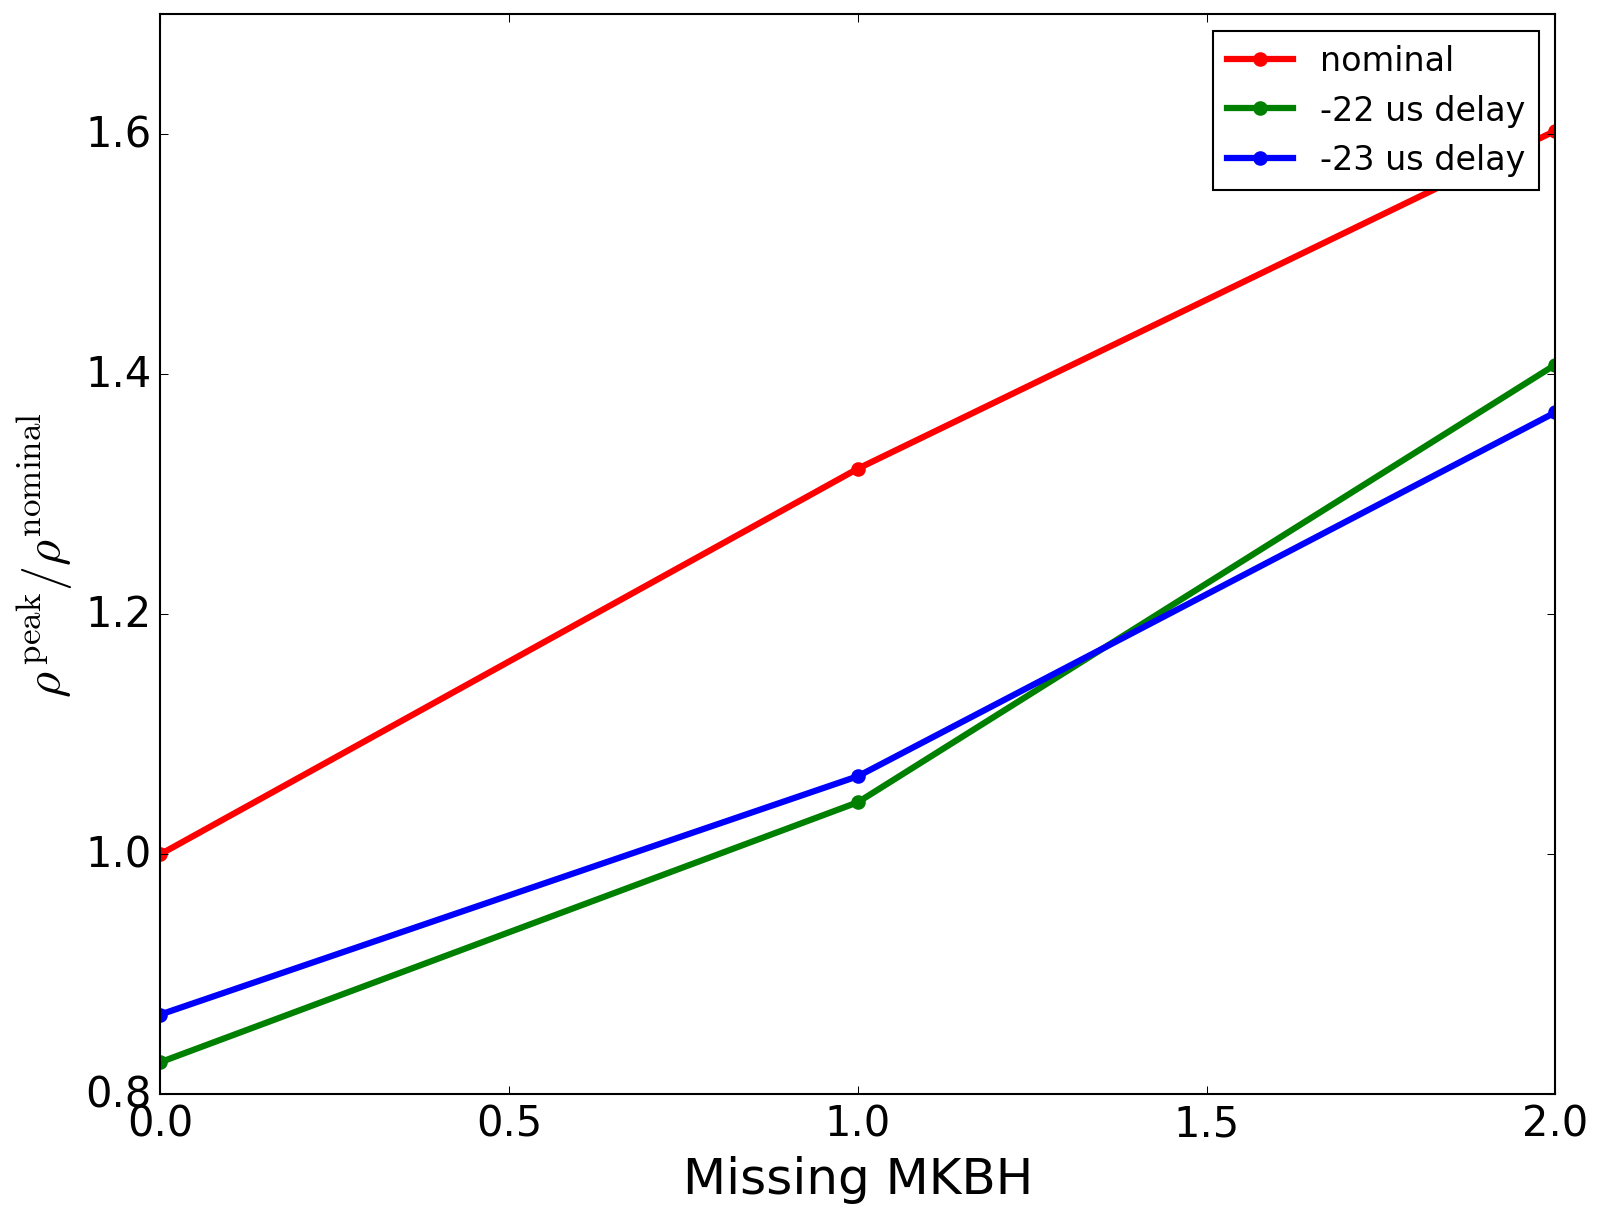 nominal
-22 us delay
-23 us delay
1.6
1.4
1.2
1.0
0.8
0.0 0.5 1.0 1.5 2.0
Missing MKBH
ρ^peak/ρ^nominal